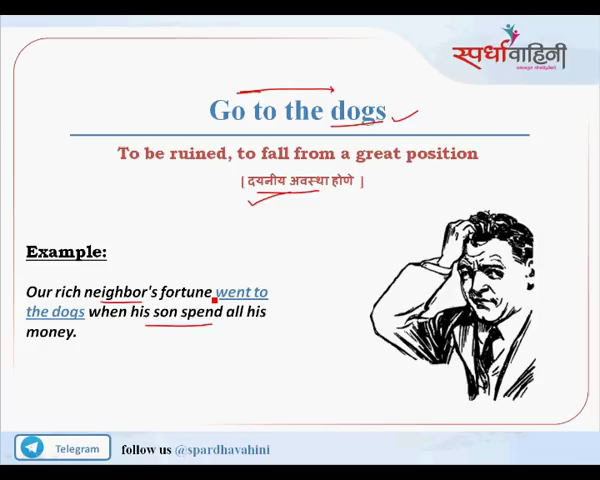 स्पर्धावाहिनी
Go to the dogs
To be ruined, to fall from a great position
[ दयनीय अवस्था होणे ]
Example:
Our rich neighbor's fortune went to
the dogs when his son spend all his
money.
Telegram
follow us @spardhavahini